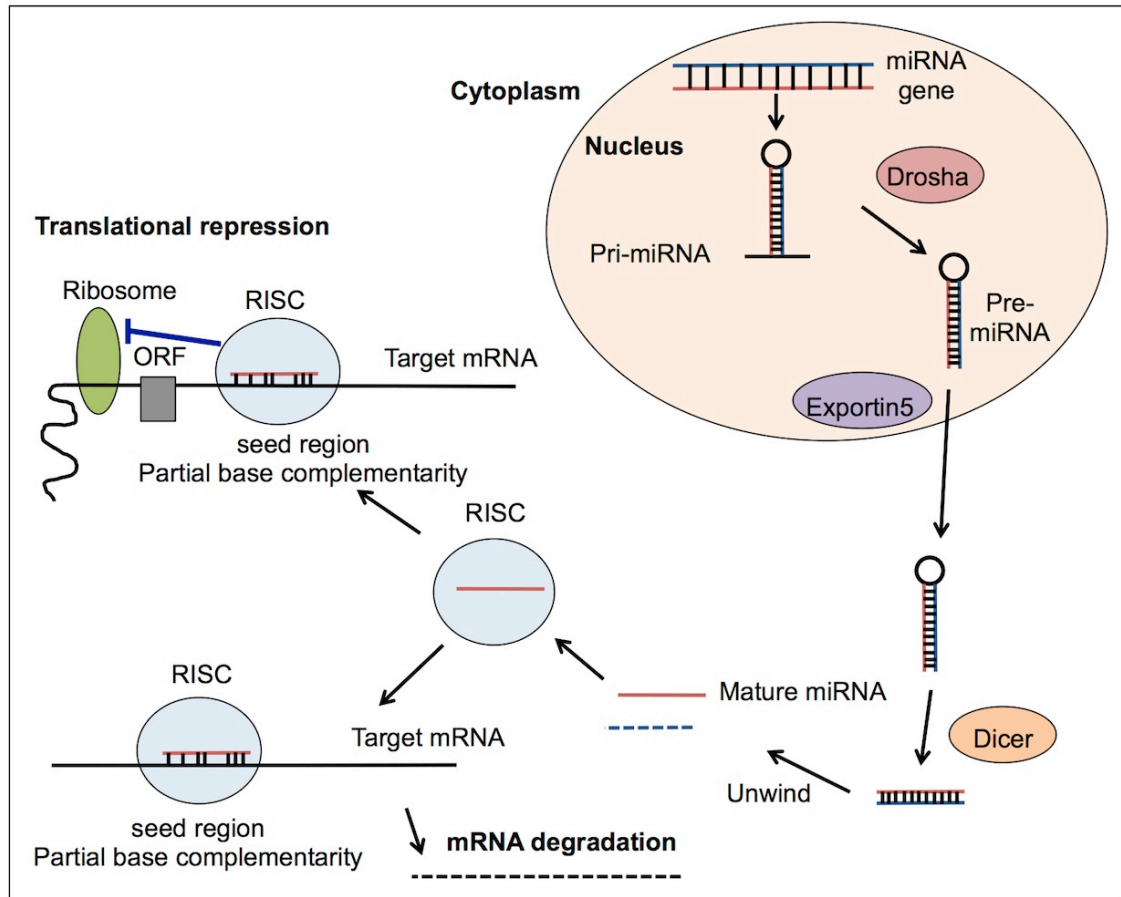 miRNA
gene
Cytoplasm
Nucleus
Drosha
Pri-miRNA
Pre-
miRNA
Exportin5
Translational repression
Ribosome
RISC
ORF
Target mRNA
seed region
Partial base complementarity
RISC
RISC
Target mRNA
seed region
Partial base complementarity
mRNA degradation
Mature miRNA
Unwind
Dicer